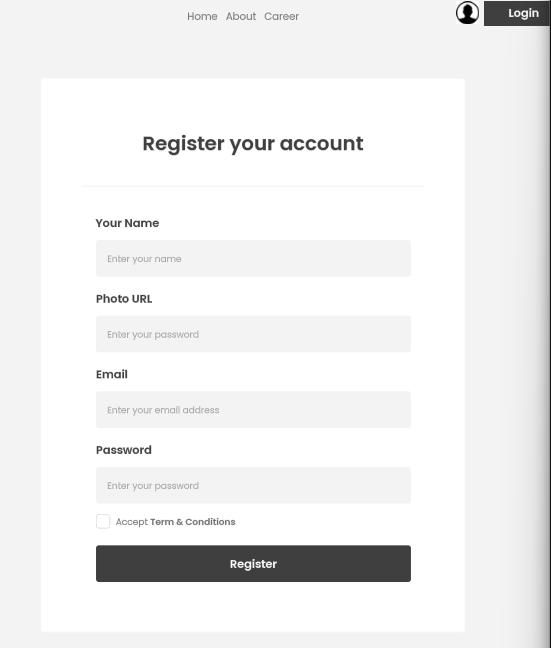 Home About Career
Login
Register your account
Your Name
Enter your name
Photo URL
Enter your password
Email
Enter your email address
Password
Enter your password
Accept Term & Conditions
Register